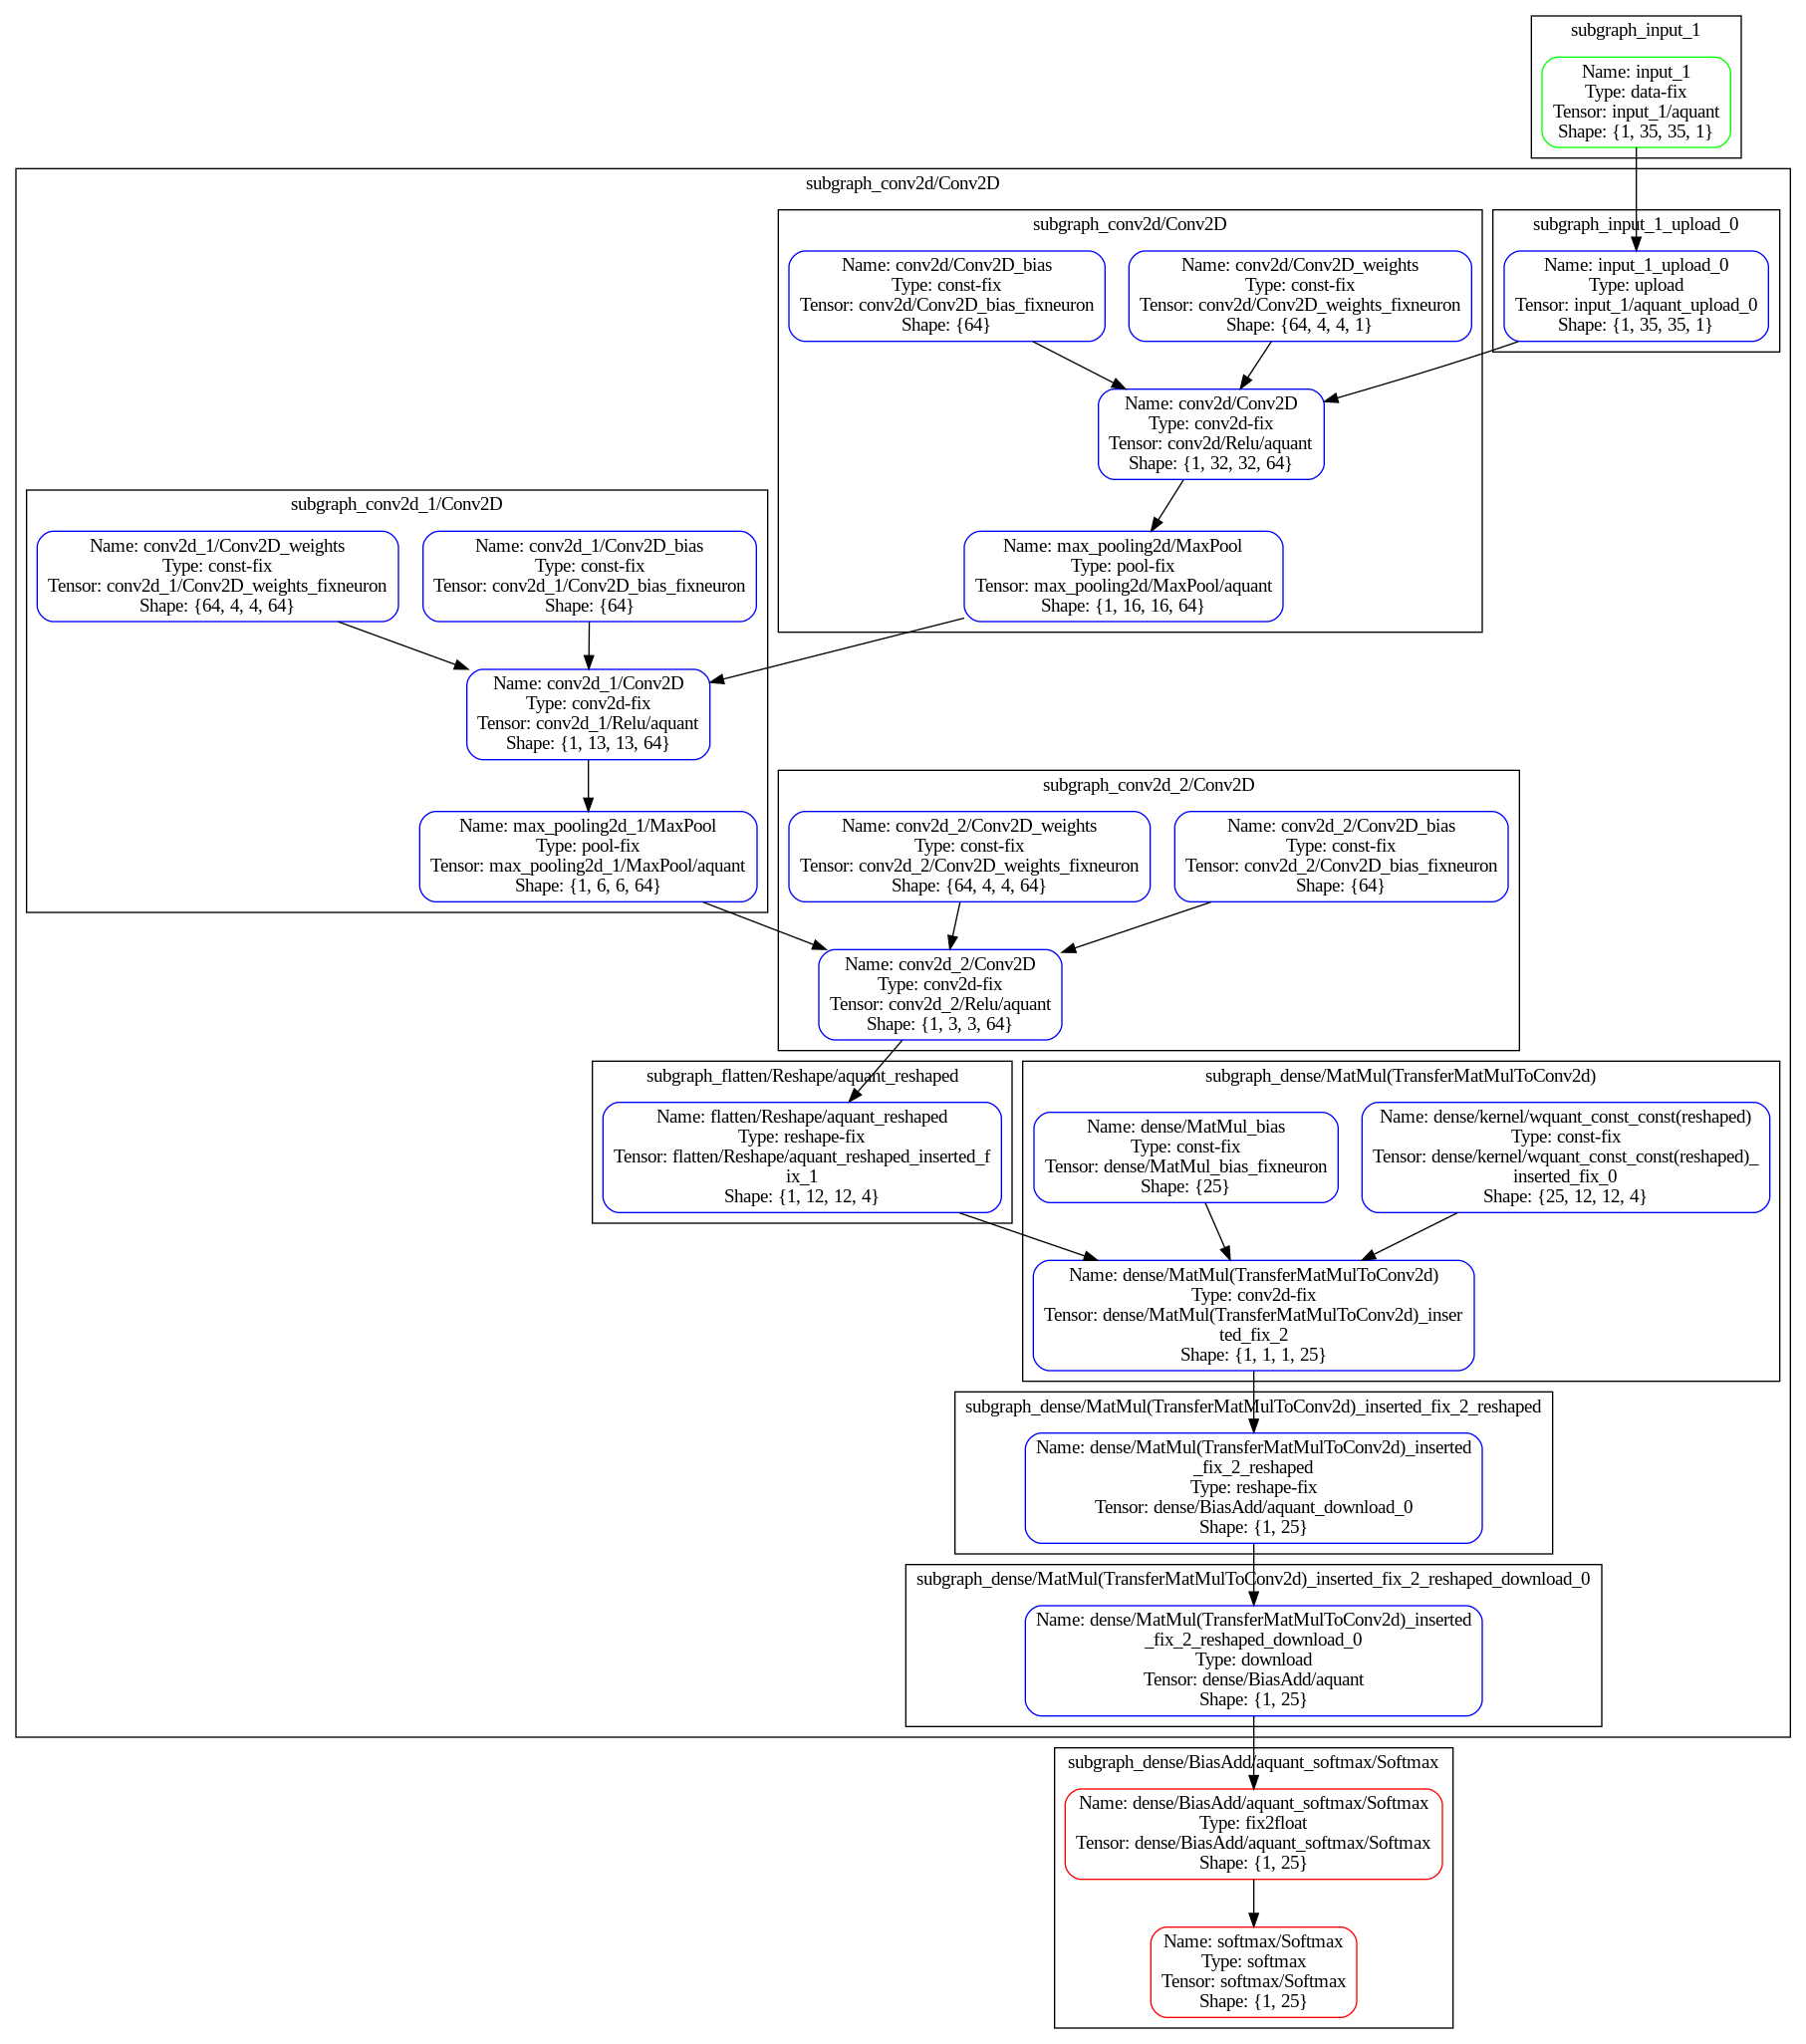 subgraph_input_1
Name: input_1
Type: data-fix
Tensor: input_1/aquant
Shape: {1, 35, 35, 1}
subgraph_conv2d/Conv2D
subgraph_conv2d/Conv2D
Name: conv2d/Conv2D_bias
Type: const-fix
Tensor: conv2d/Conv2D_bias_fixneuron
Shape: {64}
Name: conv2d/Conv2D_weights
Type: const-fix
Tensor: conv2d/Conv2D_weights_fixneuron
Shape: {64, 4, 4, 1}
subgraph_input_1_upload_0
Name: input_1_upload_0
Type: upload
Tensor: input_1/aquant_upload_0
Shape: {1, 35, 35, 1}
Name: conv2d/Conv2D
Type: conv2d-fix
Tensor: conv2d/Relu/aquant
Shape: {1, 32, 32, 64}
Name: max_pooling2d/MaxPool
Type: pool-fix
Tensor: max_pooling2d/MaxPool/aquant
Shape: {1, 16, 16, 64}
subgraph_conv2d_1/Conv2D
Name: conv2d_1/Conv2D_weights
Type: const-fix
Tensor: conv2d_1/Conv2D_weights_fixneuron
Shape: {64, 4, 4, 64}
Name: conv2d_1/Conv2D_bias
Type: const-fix
Tensor: conv2d_1/Conv2D_bias_fixneuron
Shape: {64}
Name: conv2d_1/Conv2D
Type: conv2d-fix
Tensor: conv2d_1/Relu/aquant
Shape: {1, 13, 13, 64}
Name: max_pooling2d_1/MaxPool
Type: pool-fix
Tensor: max_pooling2d_1/MaxPool/aquant
Shape: {1, 6, 6, 64}
subgraph_conv2d_2/Conv2D
Name: conv2d_2/Conv2D_weights
Type: const-fix
Tensor: conv2d_2/Conv2D_weights_fixneuron
Shape: {64, 4, 4, 64}
Name: conv2d_2/Conv2D_bias
Type: const-fix
Tensor: conv2d_2/Conv2D_bias_fixneuron
Shape: {64}
Name: conv2d_2/Conv2D
Type: conv2d-fix
Tensor: conv2d_2/Relu/aquant
Shape: {1, 3, 3, 64}
subgraph_flatten/Reshape/aquant_reshaped
Name: flatten/Reshape/aquant_reshaped
Type: reshape-fix
Tensor: flatten/Reshape/aquant_reshaped_inserted_f
ix_1
Shape: {1, 12, 12, 4}
subgraph_dense/MatMul(TransferMatMulToConv2d)
Name: dense/MatMul_bias
Type: const-fix
Tensor: dense/MatMul_bias_fixneuron
Shape: {25}
Name: dense/kernel/wquant_const_const(reshaped)
Type: const-fix
Tensor: dense/kernel/wquant_const_const(reshaped)_
inserted_fix_0
Shape: {25, 12, 12, 4}
Name: dense/MatMul(TransferMatMulToConv2d)
Type: conv2d-fix
Tensor: dense/MatMul(TransferMatMulToConv2d)_inser
ted_fix_2
Shape: {1, 1, 1, 25}
subgraph_dense/MatMul(TransferMatMulToConv2d)_inserted_fix_2_reshaped
Name: dense/MatMul(TransferMatMulToConv2d)_inserted
_fix_2_reshaped
Type: reshape-fix
Tensor: dense/BiasAdd/aquant_download_0
Shape: {1, 25}
subgraph_dense/MatMul(TransferMatMulToConv2d)_inserted_fix_2_reshaped_download_0
Name: dense/MatMul(TransferMatMulToConv2d)_inserted
_fix_2_reshaped_download_0
Type: download
Tensor: dense/BiasAdd/aquant
Shape: {1, 25}
subgraph_dense/BiasAdd/aquant_softmax/Softmax
Name: dense/BiasAdd/aquant_softmax/Softmax
Type: fix2float
Tensor: dense/BiasAdd/aquant_softmax/Softmax
Shape: {1, 25}
Name: softmax/Softmax
Type: softmax
Tensor: softmax/Softmax
Shape: {1, 25}